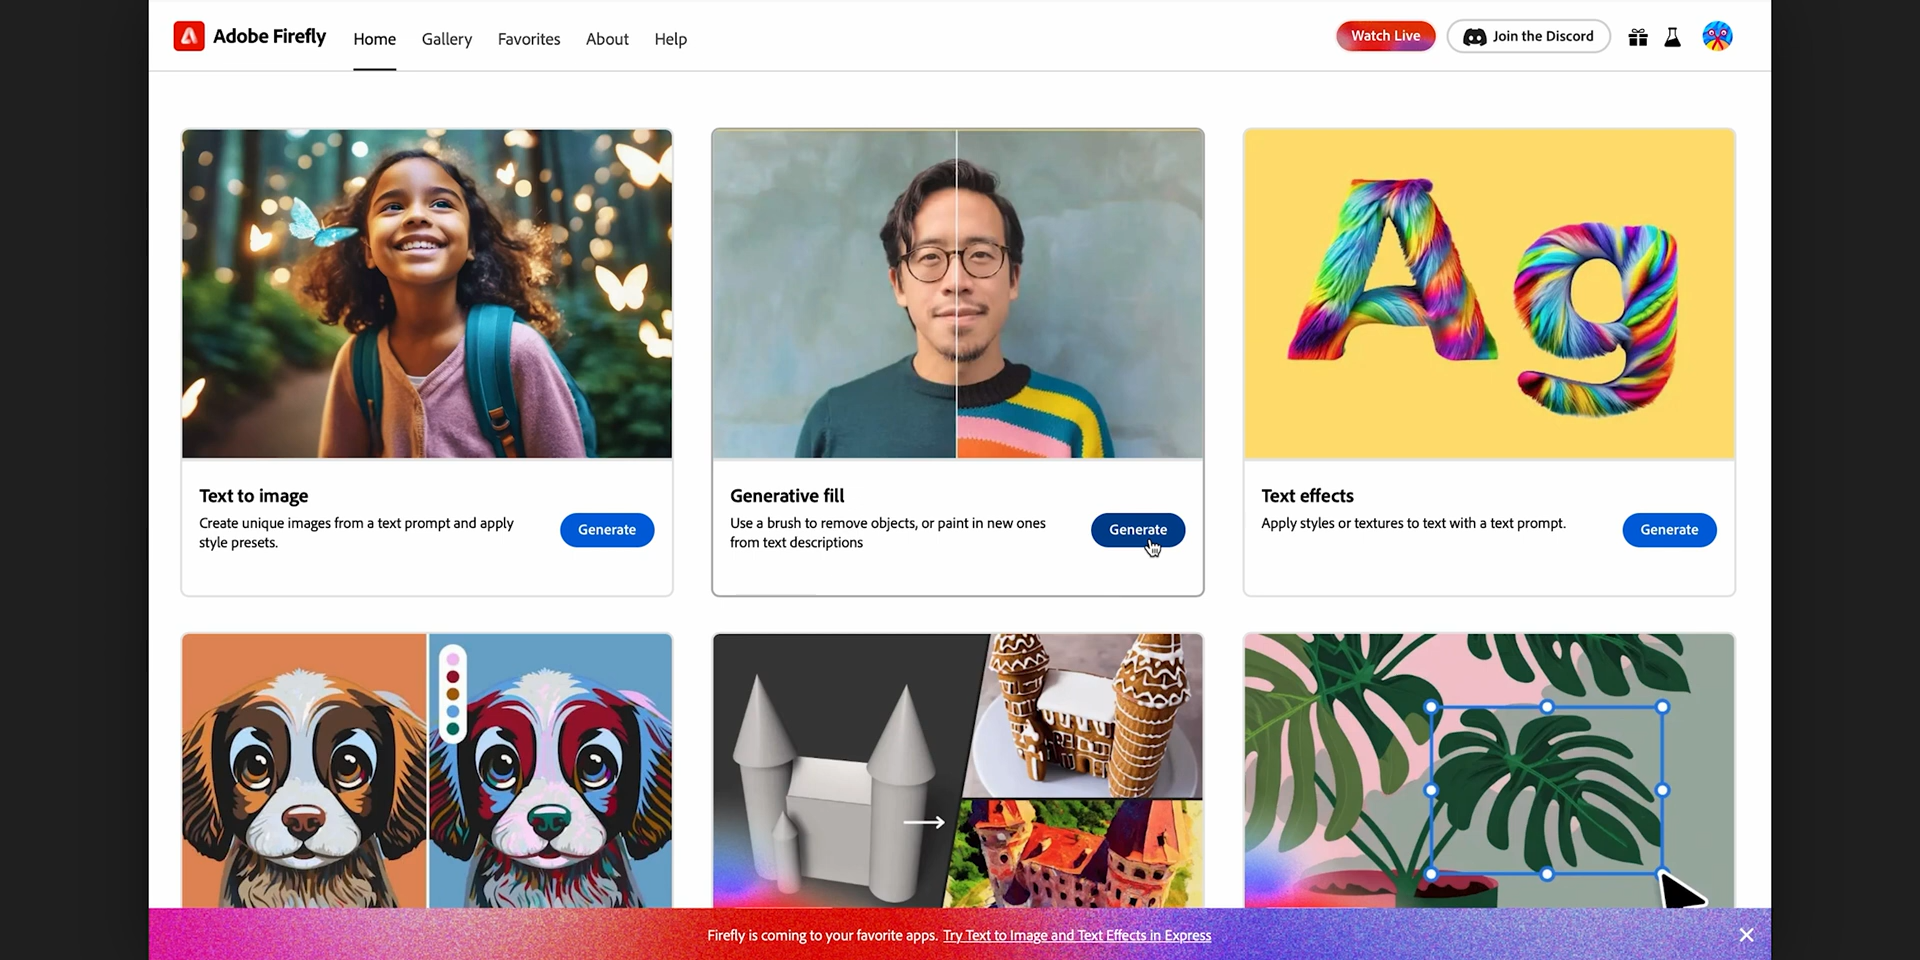 Adobe Firefly
Home
Gallery
Favorites
About
Help
Watch Live
Join the Discord
Ag
Text to image
Create unique images from a text prompt and apply
style presets.
Generate
Generative fill
Use a brush to remove objects, or paint in new ones
from text descriptions
Generate
Text effects
Apply styles or textures to text with a text prompt.
Generate
Firefly is coming to your favorite apps. Try Text to Image and Text Effects in Express